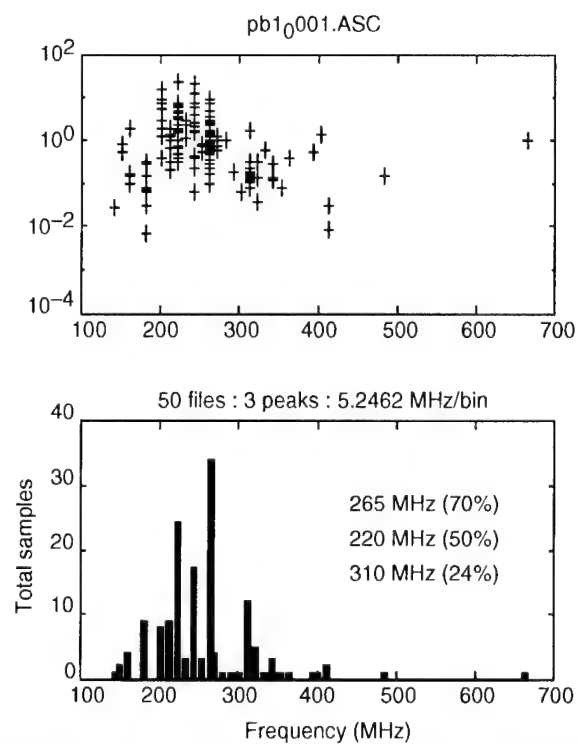 pb1₀001.ASC
10²
10⁰
10⁻²
10⁻⁴
100 200 300 400 500 600 700
50 files : 3 peaks : 5.2462 MHz/bin
40
30
20
10
0
Total samples
265 MHz (70%)
220 MHz (50%)
310 MHz (24%)
100 200 300 400 500 600 700
Frequency (MHz)